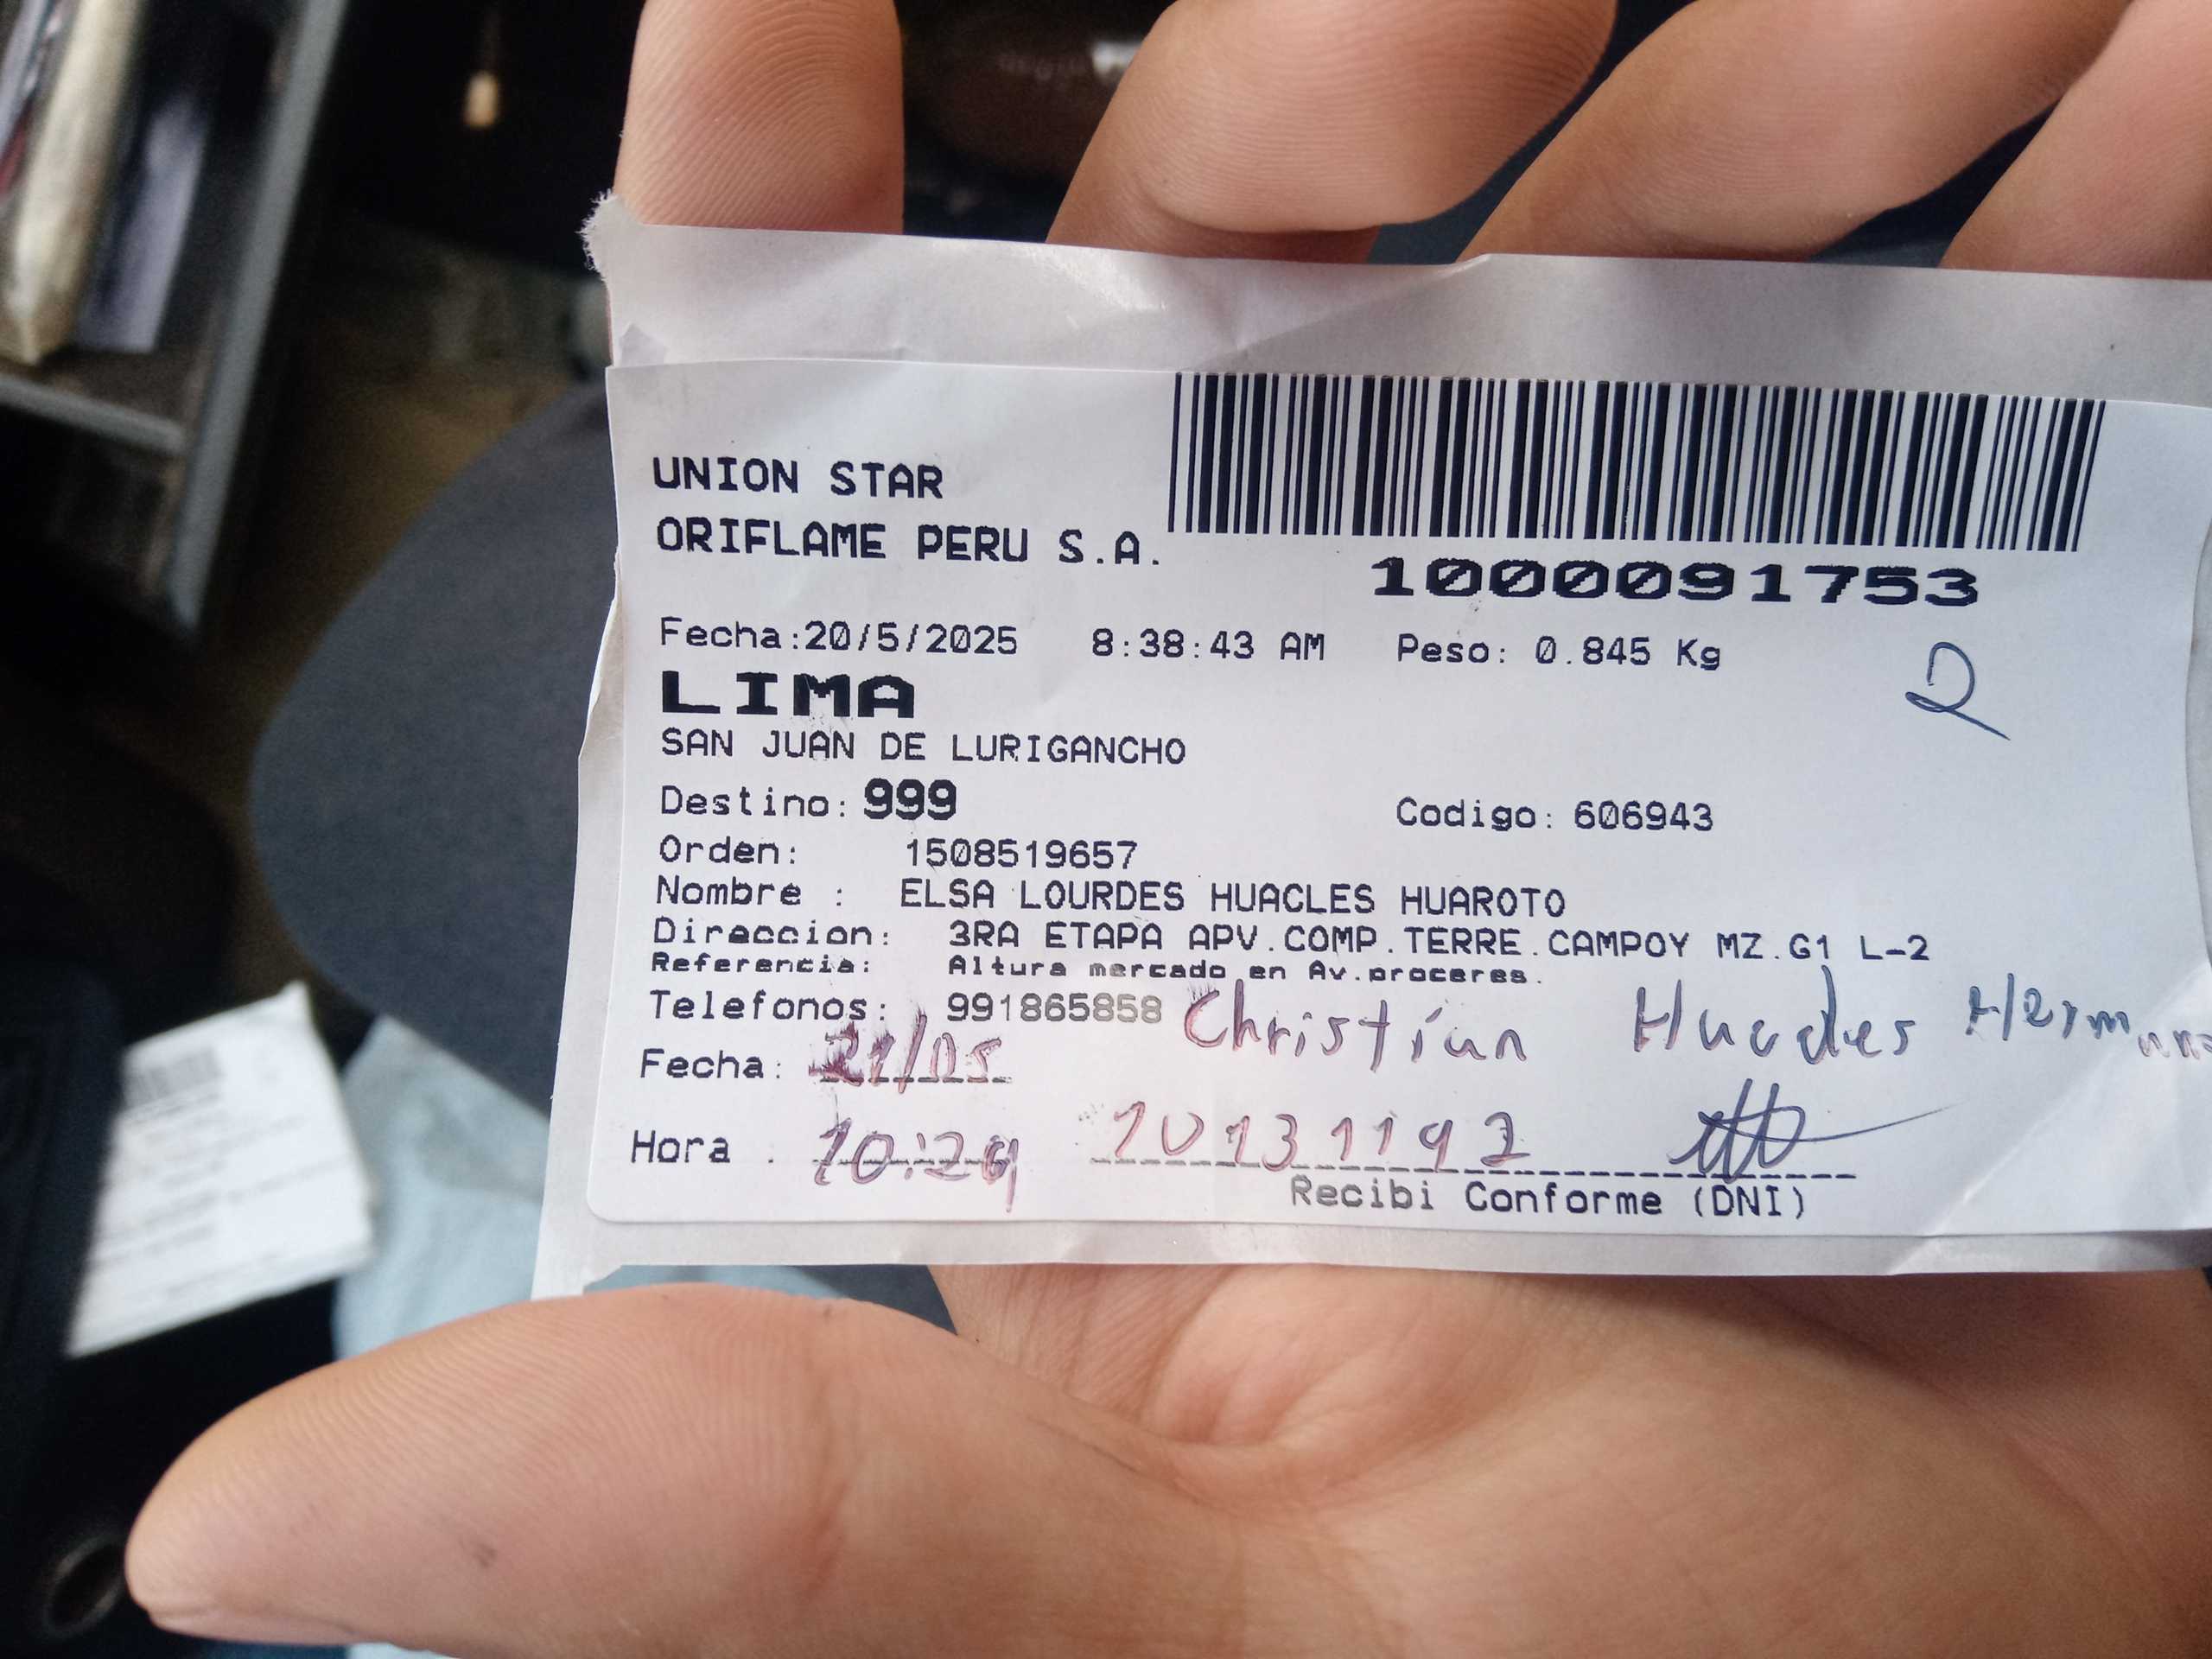 UNION STAR
ORIFLAME PERU S.A.
1000091753
Fecha:20/5/2025 8:38:43 AM Peso: 0.845 Kg
LIMA
SAN JUAN DE LURIGANCHO
Destino: 999 Codigo: 606943
Orden: 1508519657
Nombre : ELSA LOURDES HUACLES HUAROTO
Direccion: 3RA ETAPA APV.COMP.TERRE.CAMPOY MZ.G1 L-2
Referencia: Altura mercado en Av.proceres.
Telefonos: 991865858 Christian Huacles
Fecha: 21/05
Hora : 10:29
Recibi Conforme (DNI)